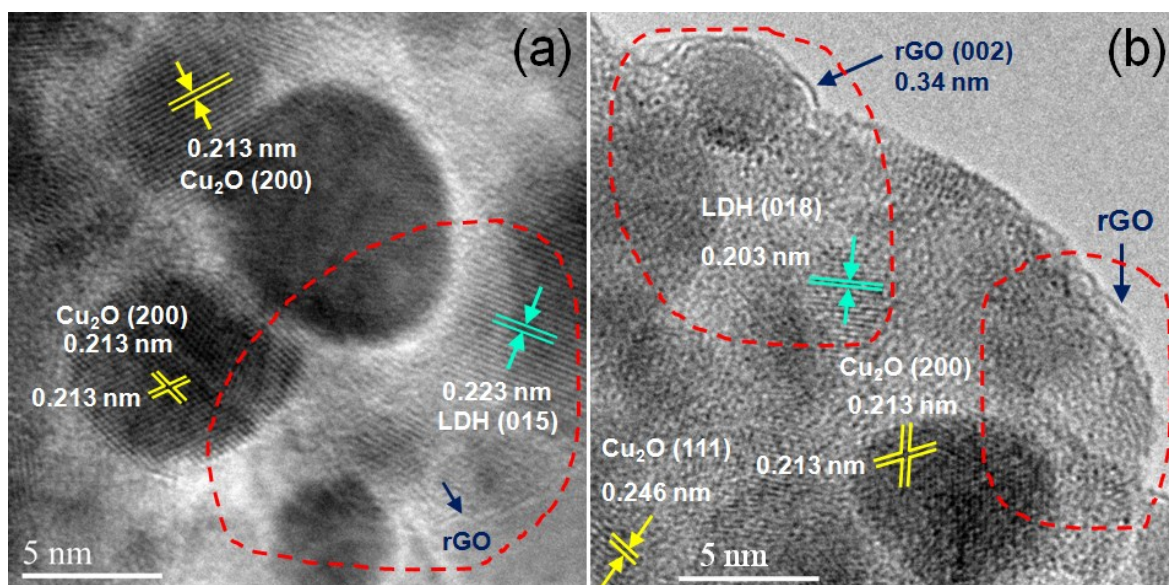 (a)
0.213 nm
Cu₂O (200)
Cu₂O (200)
0.213 nm
0.213 nm
0.223 nm
LDH (015)
rGO
5 nm
(b)
rGO (002)
0.34 nm
LDH (018)
0.203 nm
rGO
Cu₂O (200)
0.213 nm
0.213 nm
Cu₂O (111)
0.246 nm
5 nm